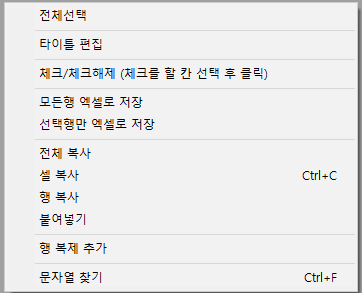 전체선택
타이틀 편집
체크/체크해제 (체크를 할 칸 선택 후 클릭)
모든행 엑셀로 저장
선택행만 엑셀로 저장
전체 복사
셀 복사 Ctrl+C
행 복사
붙여넣기
행 복제 추가
문자열 찾기 Ctrl+F